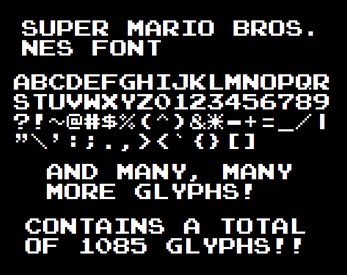 SUPER MARIO BROS.
NES FONT
ABCDEFGHIJKLMNOPQR
STUVWXYZ0123456789
?!~@#$%(^)&*-+=_/|
"\':;.,><`{}[]
AND MANY, MANY
MORE GLYPHS!
CONTAINS A TOTAL
OF 1085 GLYPHS!!